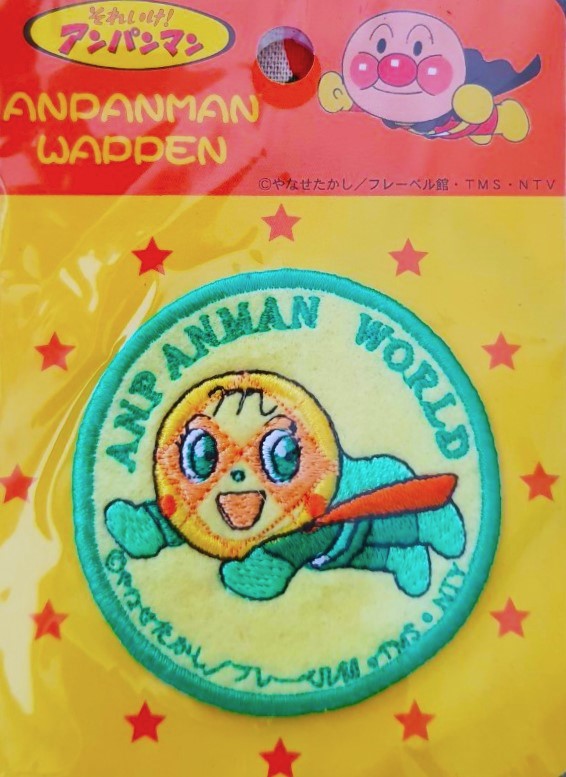 それいけ!
アンパンマン
ANPANMAN
WAPPEN
©やなせたかし／フレーベル館・TMS・NTV
ANPANMAN WORLD
©やなせたかし/フレーベル館・TMS・NTV